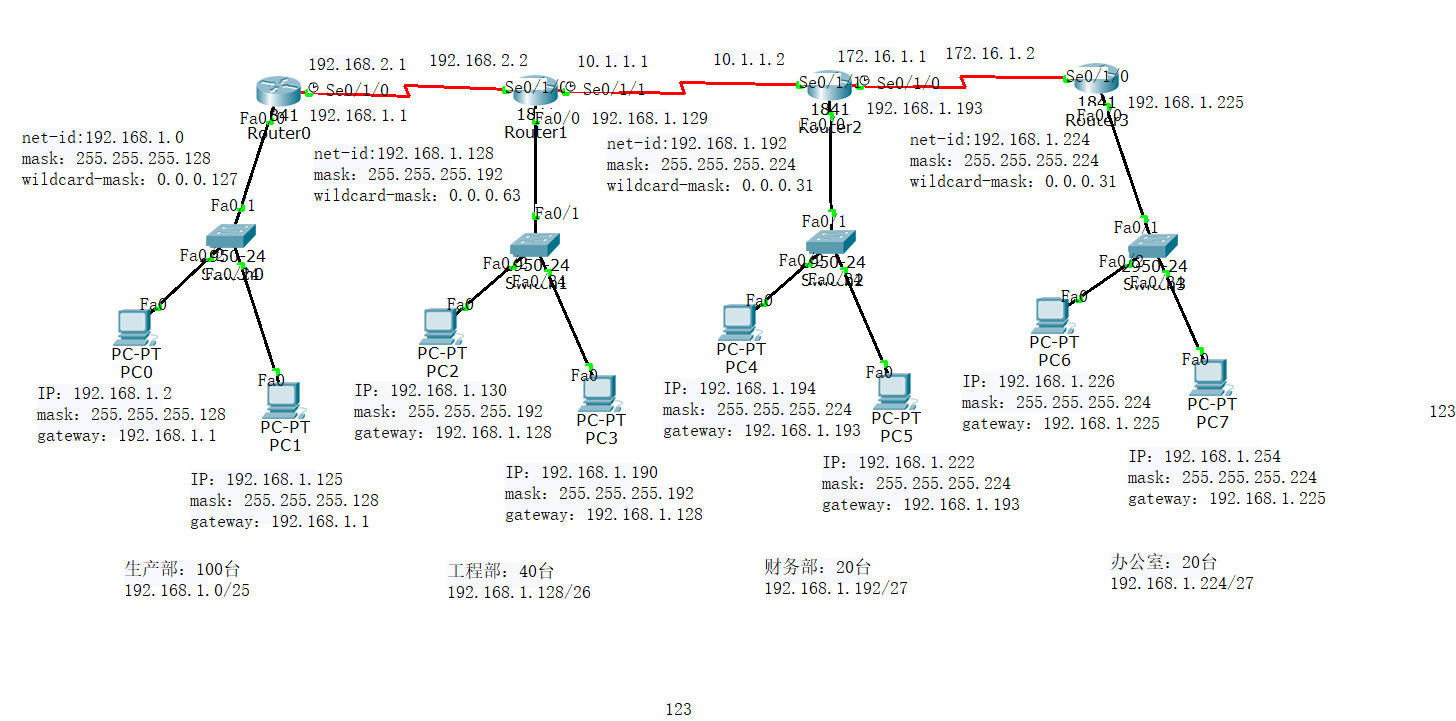 192.168.2.1
192.168.2.2
10.1.1.1
10.1.1.2
172.16.1.1
172.16.1.2
Se0/1/0
Se0/1/1
Se0/1/0
Se0/1/0
192.168.1.1
Router0
Router1
Fa0/0
192.168.1.129
1841
192.168.1.193
192.168.1.225
Router3
net-id:192.168.1.0
mask: 255.255.255.128
wildcard-mask: 0.0.0.127
net-id:192.168.1.128
mask: 255.255.255.192
wildcard-mask: 0.0.0.63
net-id:192.168.1.192
mask: 255.255.255.224
wildcard-mask: 0.0.0.31
net-id:192.168.1.224
mask: 255.255.255.224
wildcard-mask: 0.0.0.31
Fa0/1
Fa0/1
Fa0/1
Fa0/1
Fa0
PC-PT
PC0
Fa0
PC-PT
PC1
Fa0
PC-PT
PC2
Fa0
PC-PT
PC3
Fa0
PC-PT
PC4
Fa0
PC-PT
PC5
Fa0
PC-PT
PC6
Fa0
PC-PT
PC7
IP: 192.168.1.2
mask: 255.255.255.128
gateway: 192.168.1.1
IP: 192.168.1.125
mask: 255.255.255.128
gateway: 192.168.1.1
IP: 192.168.1.130
mask: 255.255.255.192
gateway: 192.168.1.128
IP: 192.168.1.190
mask: 255.255.255.192
gateway: 192.168.1.128
IP: 192.168.1.194
mask: 255.255.255.224
gateway: 192.168.1.193
IP: 192.168.1.222
mask: 255.255.255.224
gateway: 192.168.1.193
IP: 192.168.1.226
mask: 255.255.255.224
gateway: 192.168.1.225
IP: 192.168.1.254
mask: 255.255.255.224
gateway: 192.168.1.225
123
生产部: 100台
192.168.1.0/25
工程部: 40台
192.168.1.128/26
财务部: 20台
192.168.1.192/27
办公室: 20台
192.168.1.224/27
123